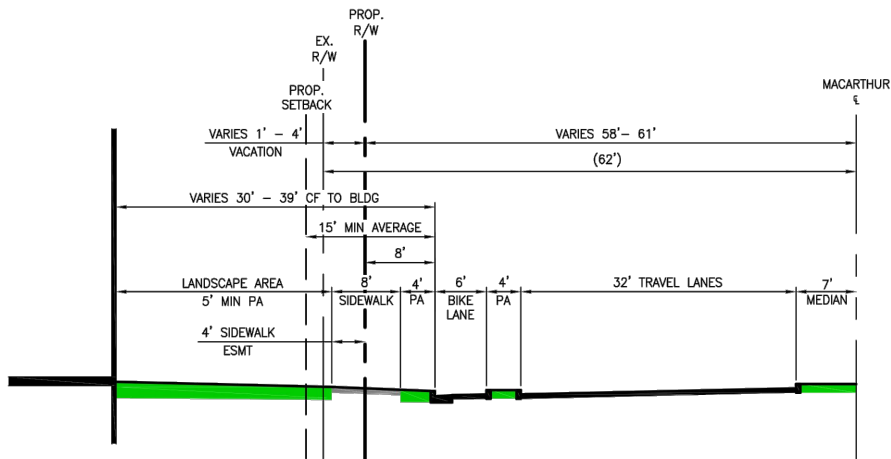 PROP.
R/W
EX.
R/W
PROP.
SETBACK
MACARTHUR
℄
VARIES 1' - 4'
VACATION
VARIES 58'- 61'
(62')
VARIES 30' - 39' CF TO BLDG
15' MIN AVERAGE
8'
LANDSCAPE AREA
5' MIN PA
8'
SIDEWALK
4'
PA
6'
BIKE
LANE
4'
PA
32' TRAVEL LANES
7'
MEDIAN
4' SIDEWALK
ESMT